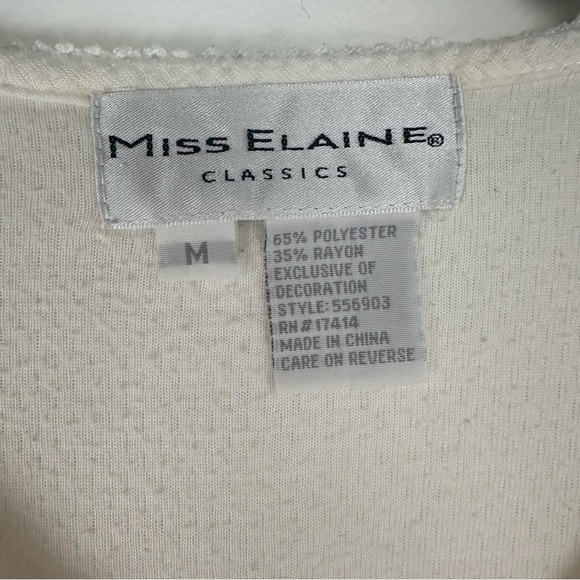 MISS ELAINE®
CLASSICS
M
65% POLYESTER
35% RAYON
EXCLUSIVE OF
DECORATION
STYLE: 556903
RN#17414
MADE IN CHINA
CARE ON REVERSE